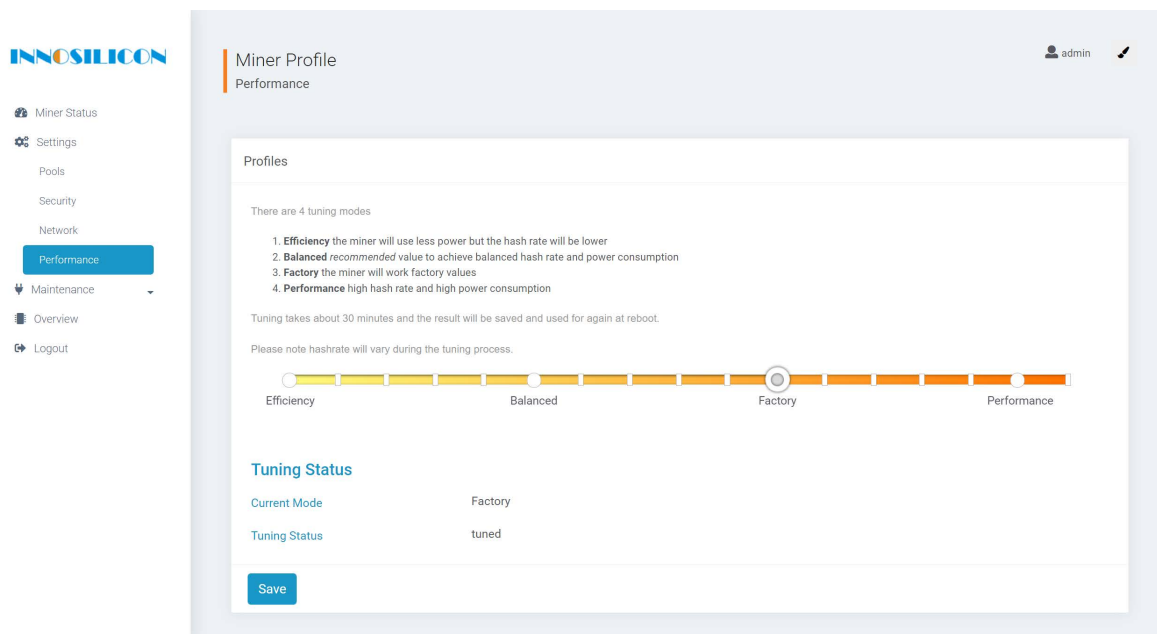 INNOSILICON
Miner Status
Settings
Pools
Security
Network
Performance
Maintenance
Overview
Logout
Miner Profile
Performance
admin
Profiles
There are 4 tuning modes
1. Efficiency the miner will use less power but the hash rate will be lower
2. Balanced recommended value to achieve balanced hash rate and power consumption
3. Factory the miner will work factory values
4. Performance high hash rate and high power consumption
Tuning takes about 30 minutes and the result will be saved and used for again at reboot.
Please note hashrate will vary during the tuning process.
Efficiency Balanced Factory Performance
Tuning Status
Current Mode Factory
Tuning Status tuned
Save